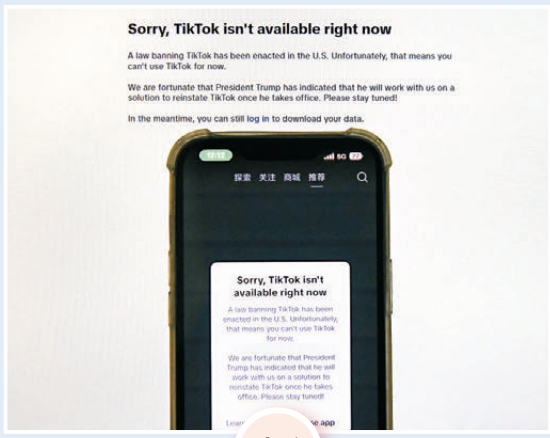 Sorry, TikTok isn't available right now
A law banning TikTok has been enacted in the U.S. Unfortunately, that means you
can't use TikTok for now.
We are fortunate that President Trump has indicated that he will work with us on a
solution to reinstate TikTok once he takes office. Please stay tuned!
In the meantime, you can still log in to download your data.
12:12 5G 77
探索 关注 商城 推荐
Sorry, TikTok isn't
available right now
A law banning TikTok has been
enacted in the U.S. Unfortunately,
that means you can't use TikTok
for now.
We are fortunate that President
Trump has indicated that he will
work with us on a solution to
reinstate TikTok once he takes
office. Please stay tuned!
app